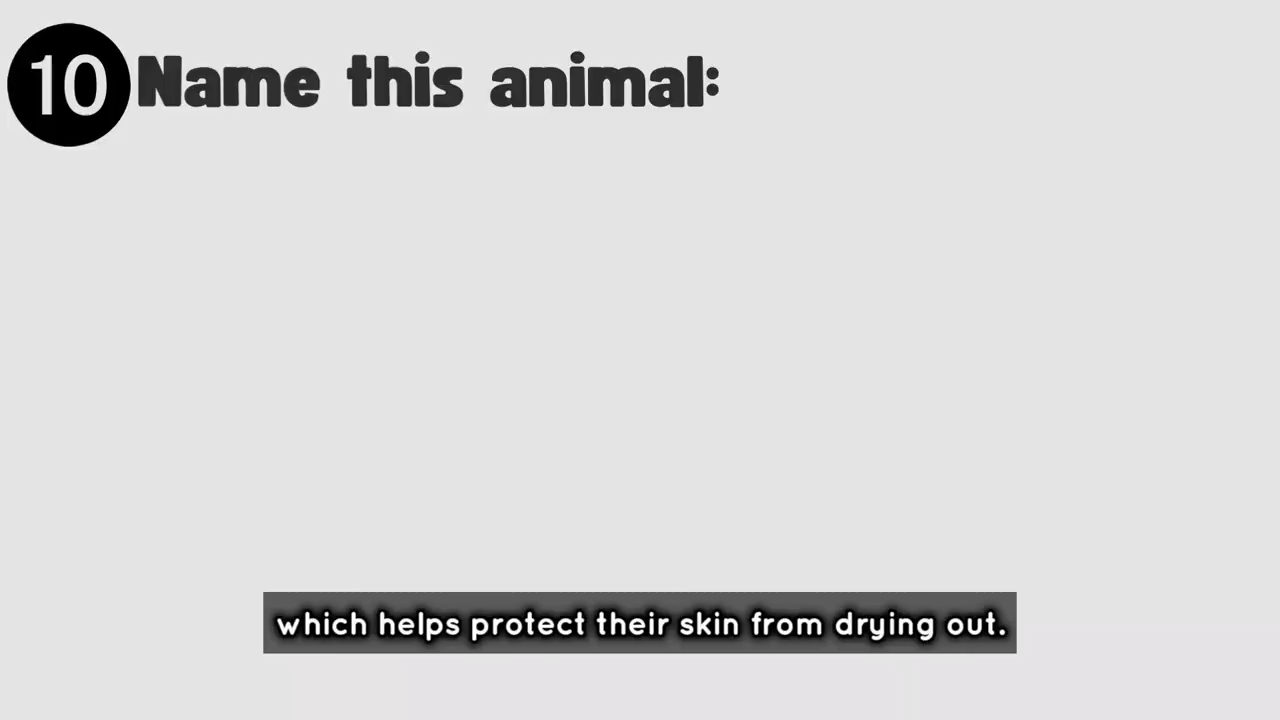 10 Name this animal:
which helps protect their skin from drying out.